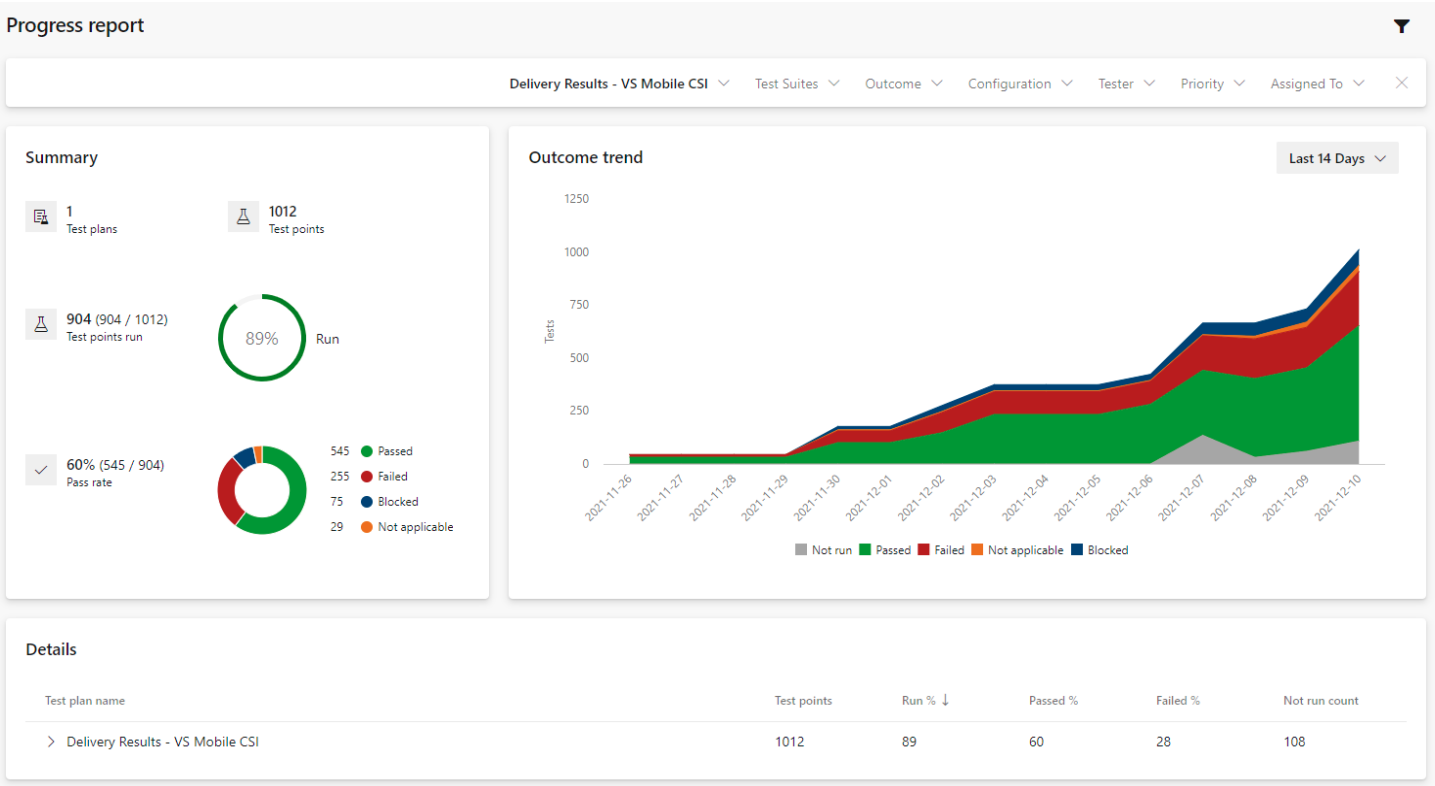 Progress report
Delivery Results - VS Mobile CSI Test Suites Outcome Configuration Tester Priority Assigned To
Summary
1
Test plans
1012
Test points
904 (904 / 1012)
Test points run
89%
Run
60% (545 / 904)
Pass rate
545 Passed
255 Failed
75 Blocked
29 Not applicable
Outcome trend
Last 14 Days
1250
1000
750
500
250
0
Tests
2021-11-26
2021-11-27
2021-11-28
2021-11-29
2021-11-30
2021-12-01
2021-12-02
2021-12-03
2021-12-04
2021-12-05
2021-12-06
2021-12-07
2021-12-08
2021-12-09
2021-12-10
Not run Passed Failed Not applicable Blocked
Details
Test plan name Test points Run % Passed % Failed % Not run count
Delivery Results - VS Mobile CSI 1012 89 60 28 108